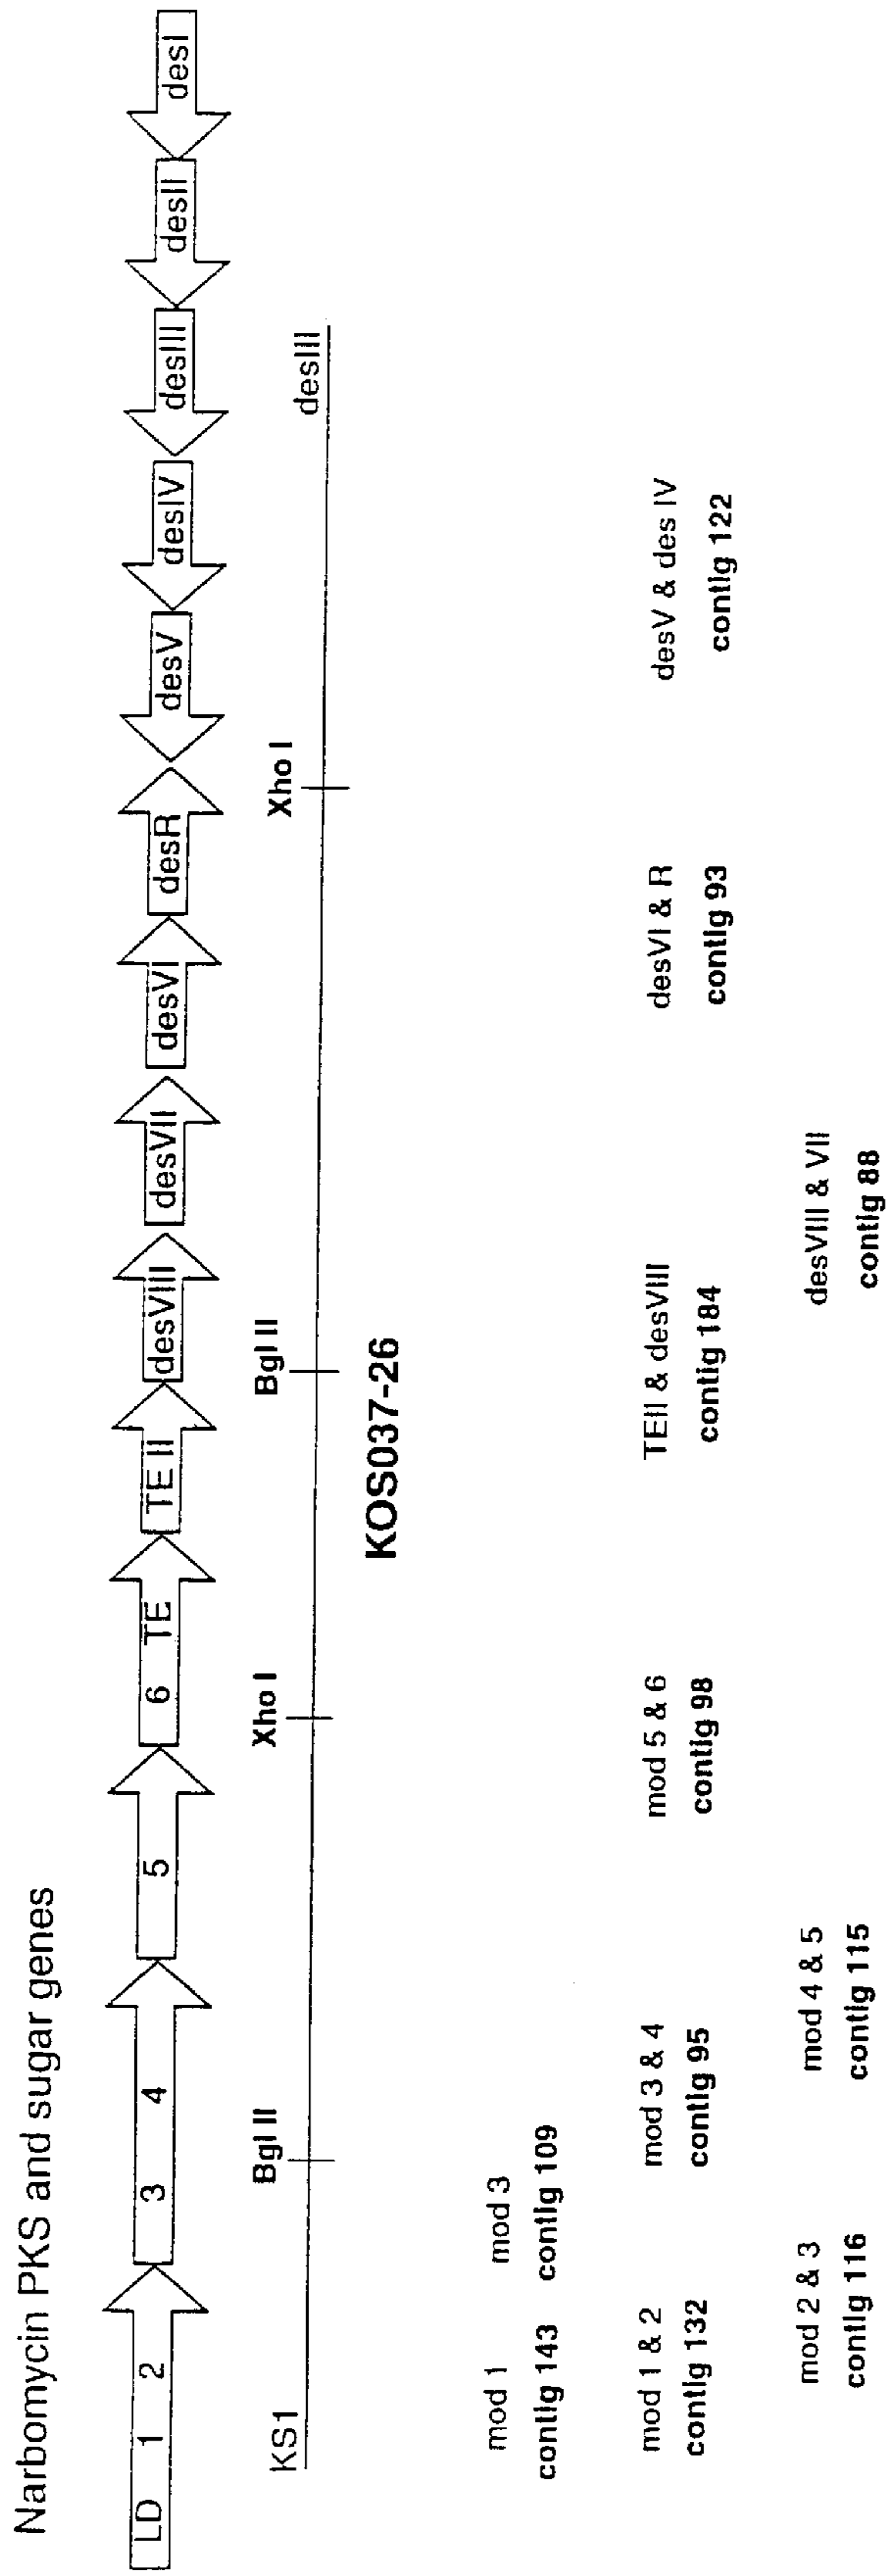 Narbomycin PKS and sugar genes
LD 1 2
3 4
5
6 TE
TE II
desVIII
desVII
desVI
desR
desV
desIV
desIII
desII
desI
KS1
Bgl II
Xho I
Bgl II
Xho I
desIII
KOS037-26
mod 1
contig 143
mod 3
contig 109
mod 1 & 2
contig 132
mod 3 & 4
contig 95
mod 5 & 6
contig 98
TEII & desVIII
contig 184
desVI & R
contig 93
desV & des IV
contig 122
mod 2 & 3
contig 116
mod 4 & 5
contig 115
desVIII & VII
contig 88